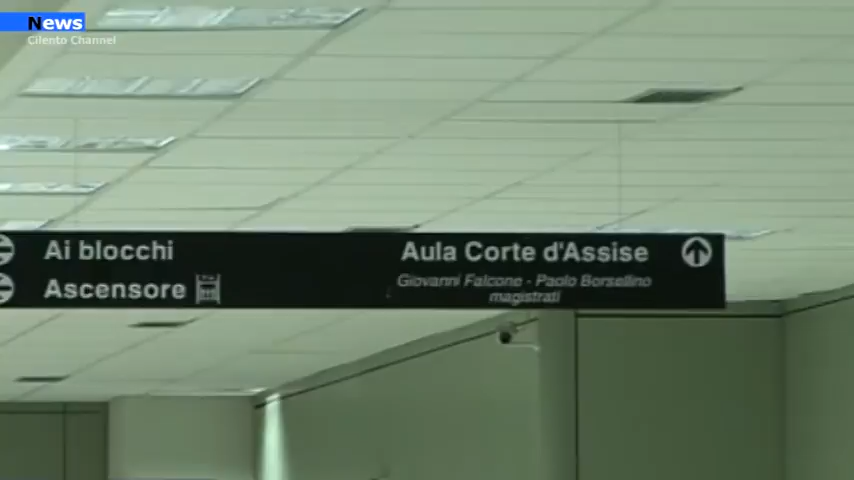 News
Cilento Channel
Ai blocchi
Ascensore
Aula Corte d'Assise
Giovanni Falcone - Paolo Borsellino
magistrati